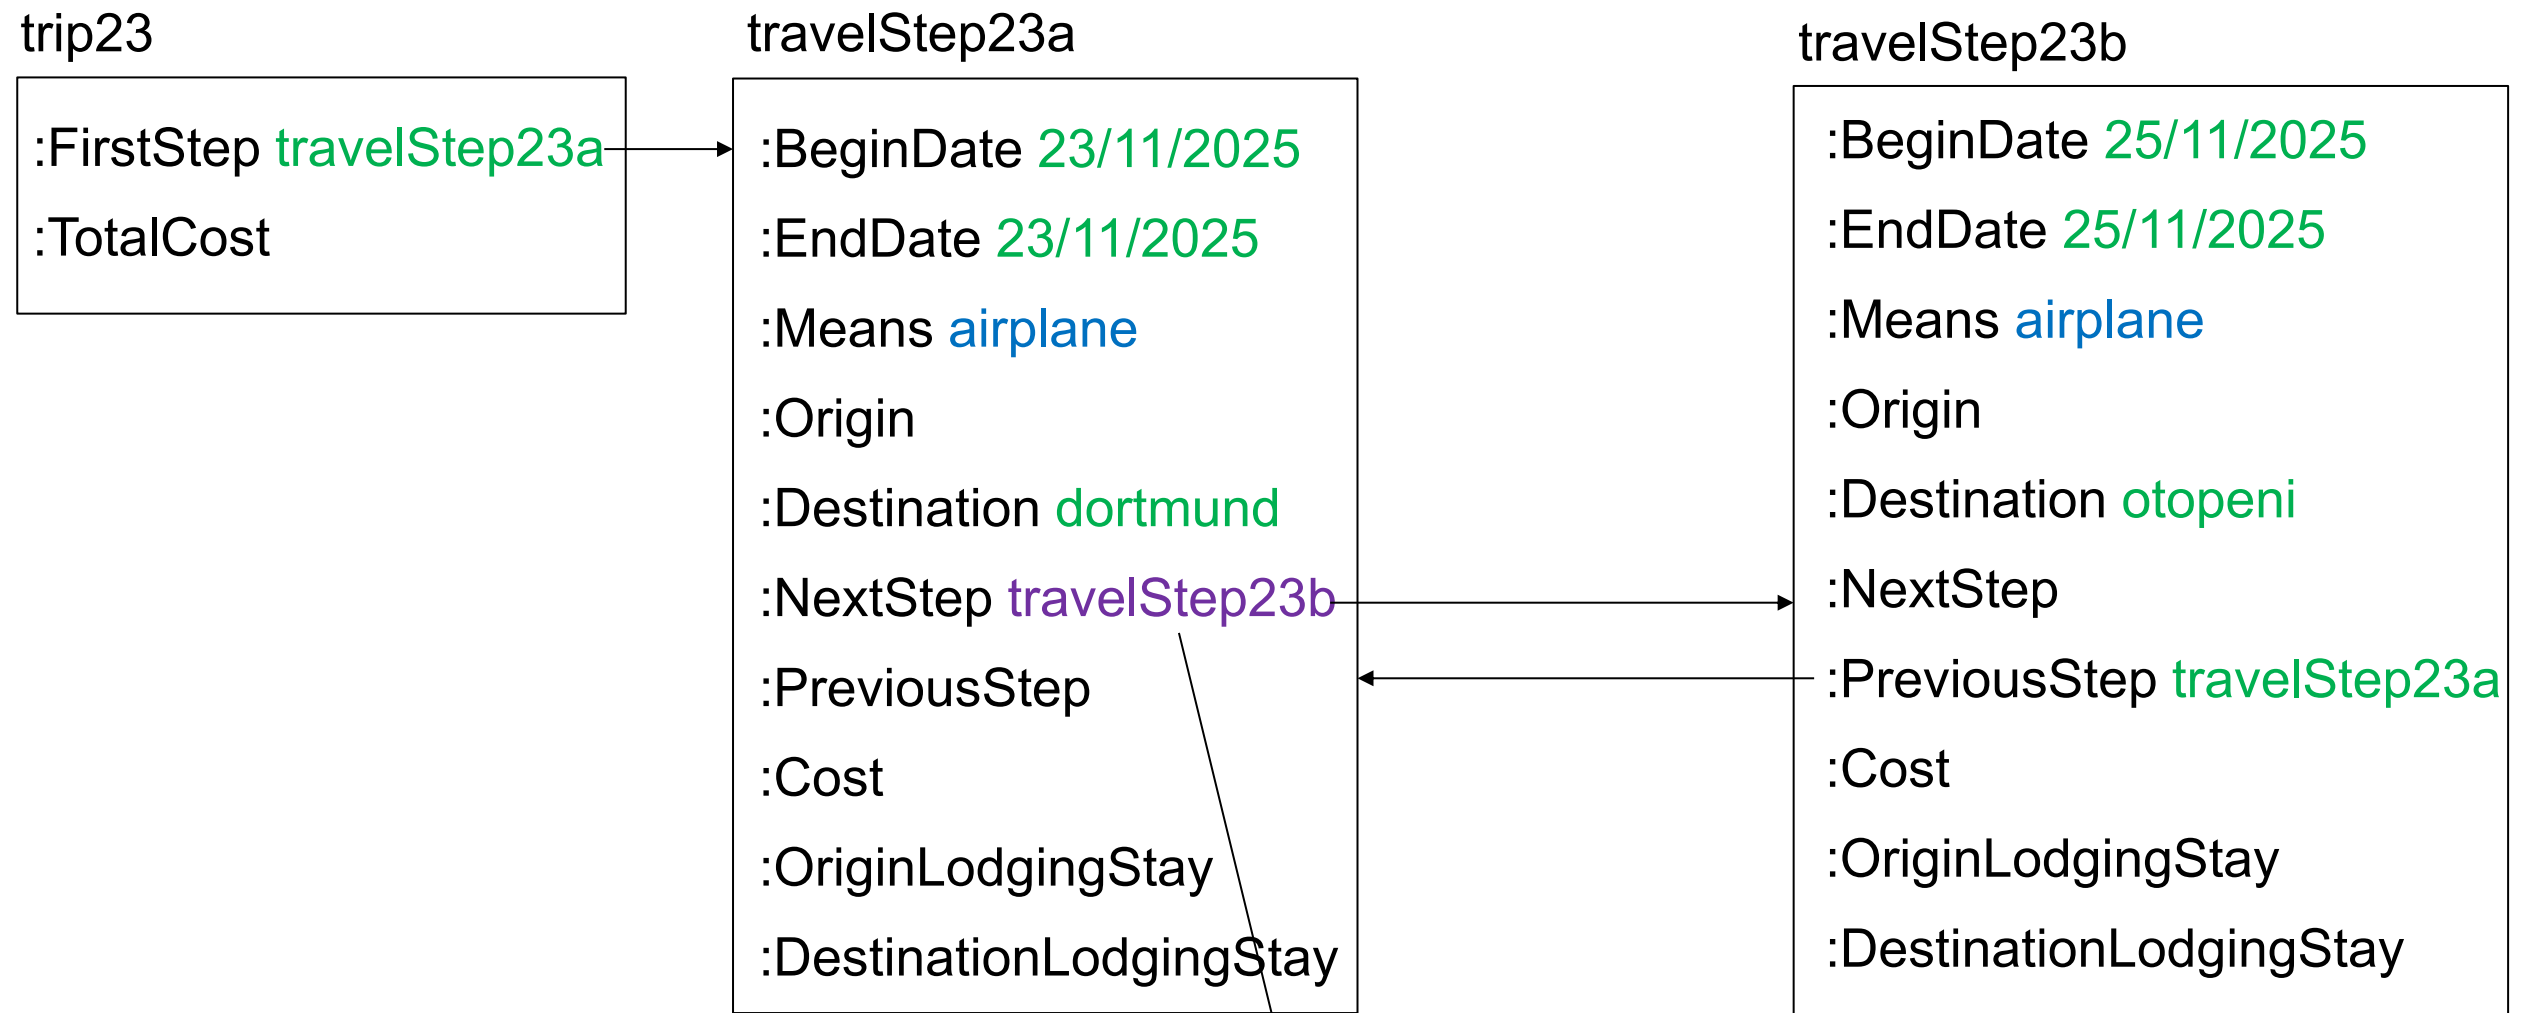 trip23
:FirstStep travelStep23a
:TotalCost
travelStep23a
:BeginDate 23/11/2025
:EndDate 23/11/2025
:Means airplane
:Origin
:Destination dortmund
:NextStep travelStep23b
:PreviousStep
:Cost
:OriginLodgingStay
:DestinationLodgingStay
travelStep23b
:BeginDate 25/11/2025
:EndDate 25/11/2025
:Means airplane
:Origin
:Destination otopeni
:NextStep
:PreviousStep travelStep23a
:Cost
:OriginLodgingStay
:DestinationLodgingStay